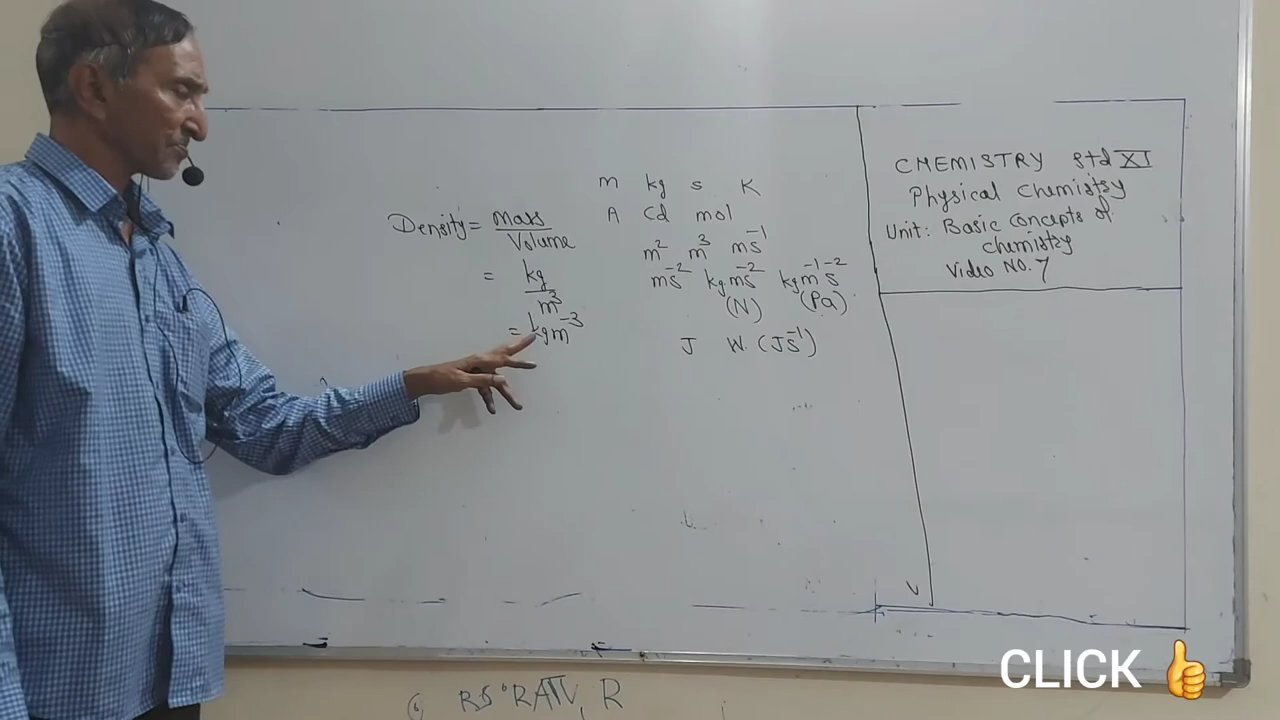 Density = mass / Volume
= kg / m³
= kgm⁻³
m kg s K
A Cd mol
m² m³ ms⁻¹
ms⁻² kgms⁻² kgm⁻¹s⁻²
(N) (Pa)
J W (Js⁻¹)
CHEMISTRY Std XI
Physical Chemistry
Unit: Basic Concepts of
chemistry
Video No. 7
CLICK 👍